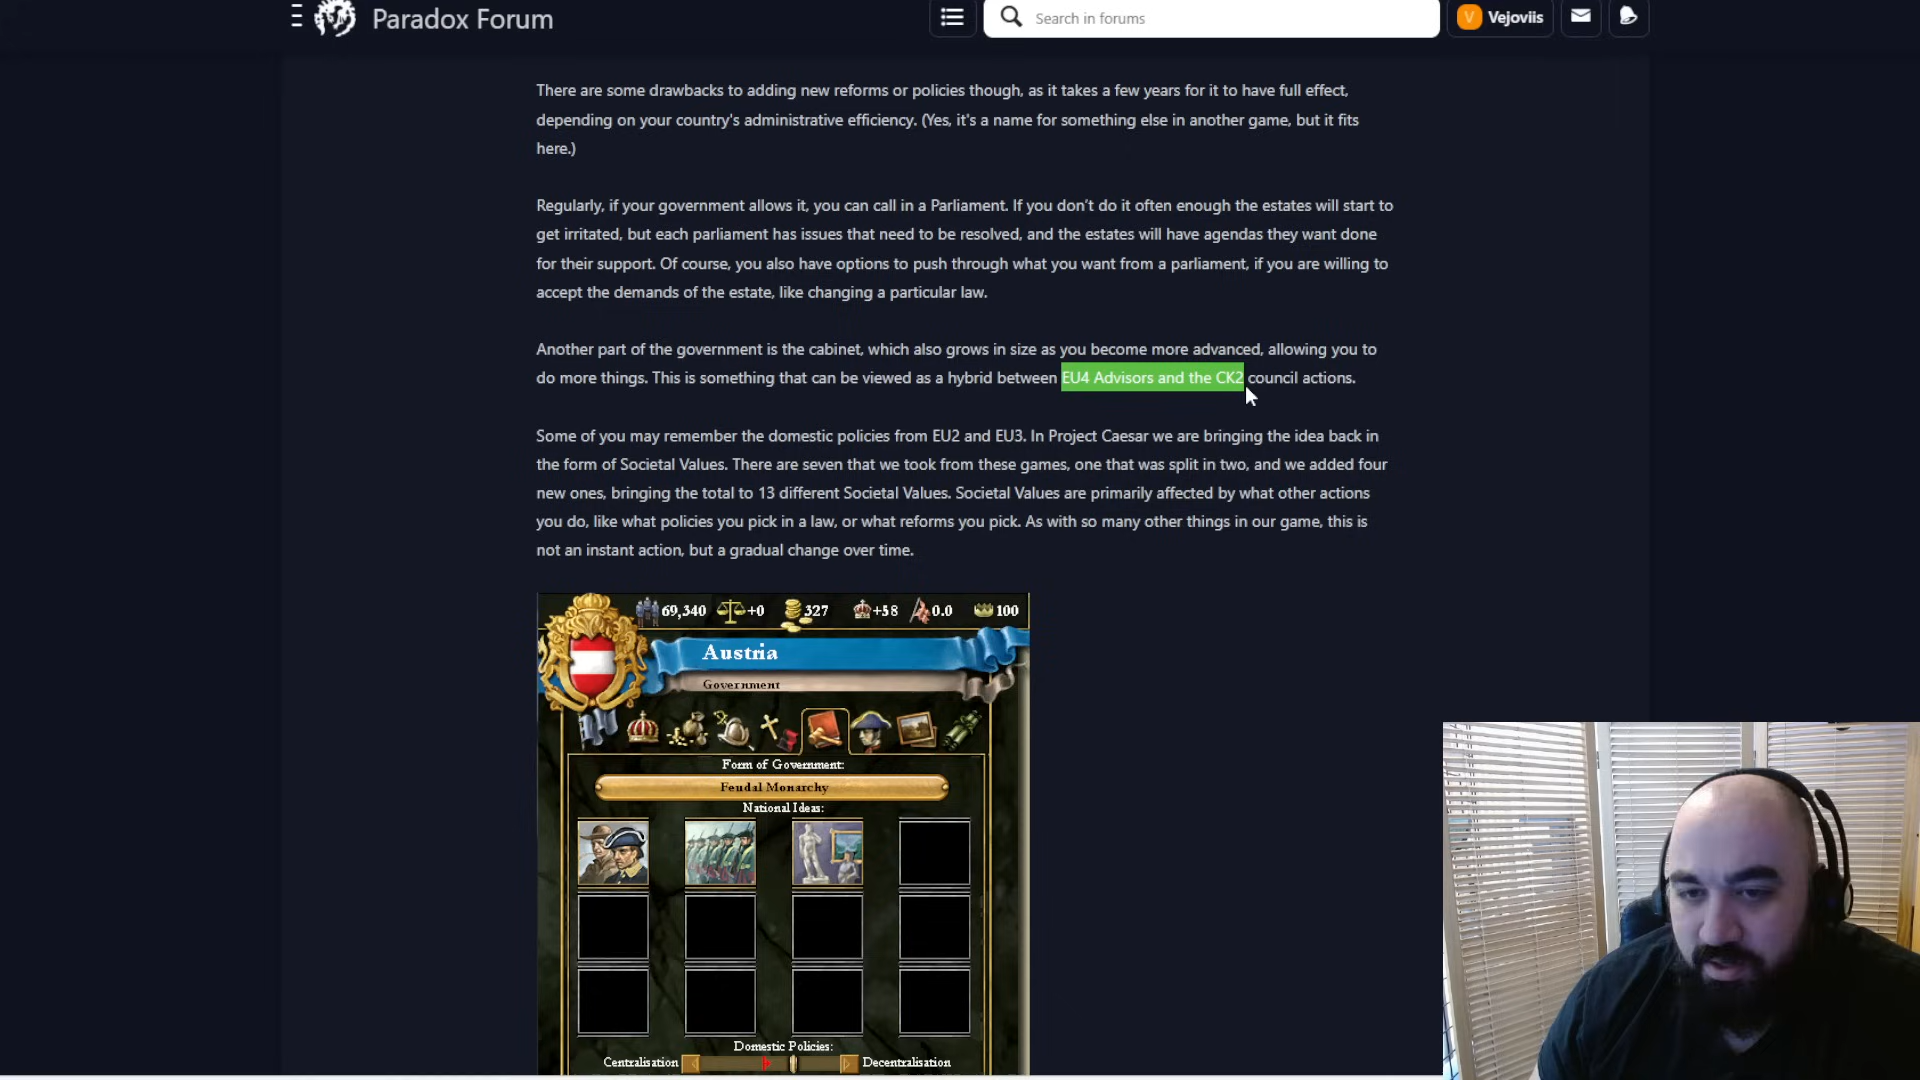 Paradox Forum
Search in forums
V Vejoviis
There are some drawbacks to adding new reforms or policies though, as it takes a few years for it to have full effect,
depending on your country's administrative efficiency. (Yes, it's a name for something else in another game, but it fits
here.)
Regularly, if your government allows it, you can call in a Parliament. If you don't do it often enough the estates will start to
get irritated, but each parliament has issues that need to be resolved, and the estates will have agendas they want done
for their support. Of course, you also have options to push through what you want from a parliament, if you are willing to
accept the demands of the estate, like changing a particular law.
Another part of the government is the cabinet, which also grows in size as you become more advanced, allowing you to
do more things. This is something that can be viewed as a hybrid between EU4 Advisors and the CK2 council actions.
Some of you may remember the domestic policies from EU2 and EU3. In Project Caesar we are bringing the idea back in
the form of Societal Values. There are seven that we took from these games, one that was split in two, and we added four
new ones, bringing the total to 13 different Societal Values. Societal Values are primarily affected by what other actions
you do, like what policies you pick in a law, or what reforms you pick. As with so many other things in our game, this is
not an instant action, but a gradual change over time.
69,340 +0 327 +58 0.0 100
Austria
Government
Form of Government:
Feudal Monarchy
National Ideas:
Domestic Policies:
Centralisation Decentralisation